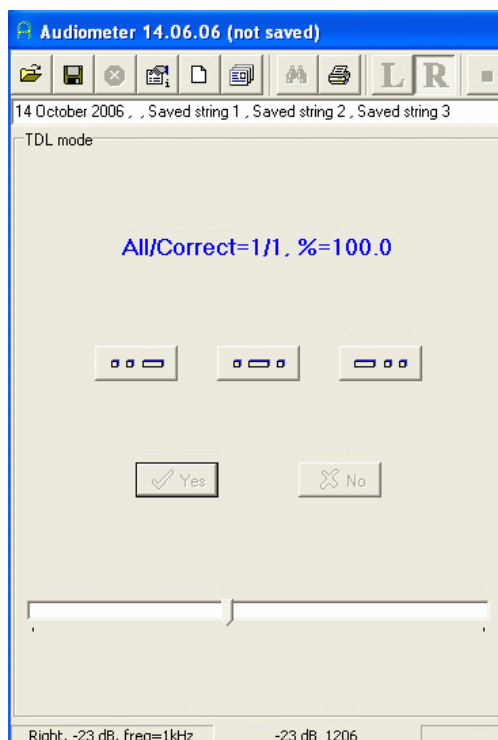 Audiometer 14.06.06 (not saved)
L R
14 October 2006 , , Saved string 1 , Saved string 2 , Saved string 3
TDL mode
All/Correct=1/1, %=100.0
Yes No
Right, -23 dB, freq=1kHz -23 dB 1206